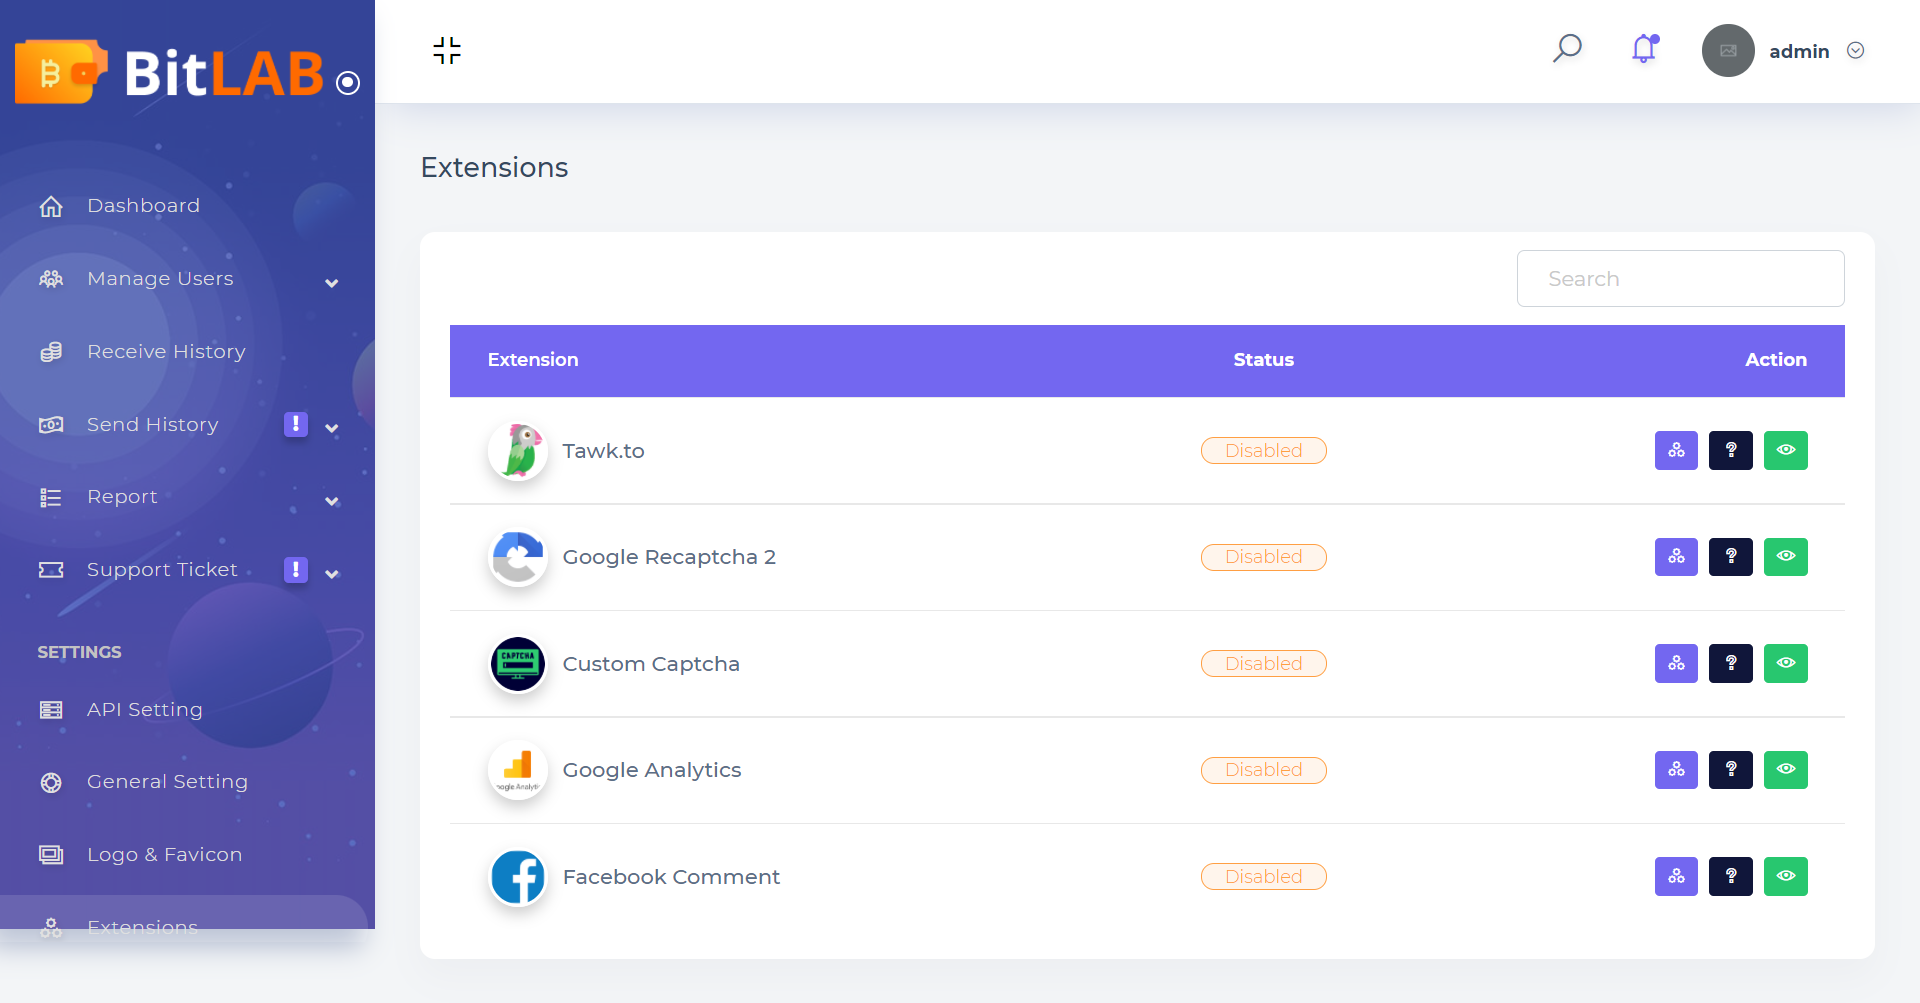 BitLAB
admin
Dashboard
Manage Users
Receive History
Send History !
Report
Support Ticket !
SETTINGS
API Setting
General Setting
Logo & Favicon
Extensions
Extensions
Search
Extension Status Action
Tawk.to Disabled ?
Google Recaptcha 2 Disabled ?
CAPTCHA
Custom Captcha Disabled ?
Google Analytics Disabled ?
Facebook Comment Disabled ?